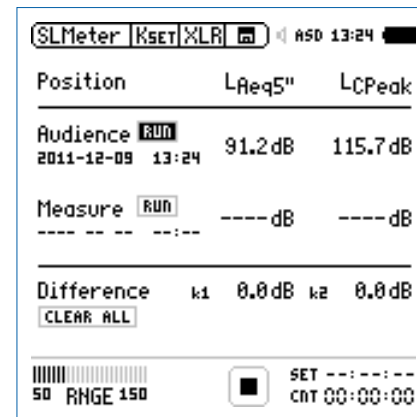 SLMeter KSET XLR ASD 13:24
Position LAeq5" LCPeak
Audience RUN 91.2dB 115.7dB
2011-12-09 13:24
Measure RUN ----dB ----dB
---- -- -- --:--
Difference k1 0.0dB k2 0.0dB
CLEAR ALL
SET --:--:--
50 RNGE 150 CNT 00:00:00